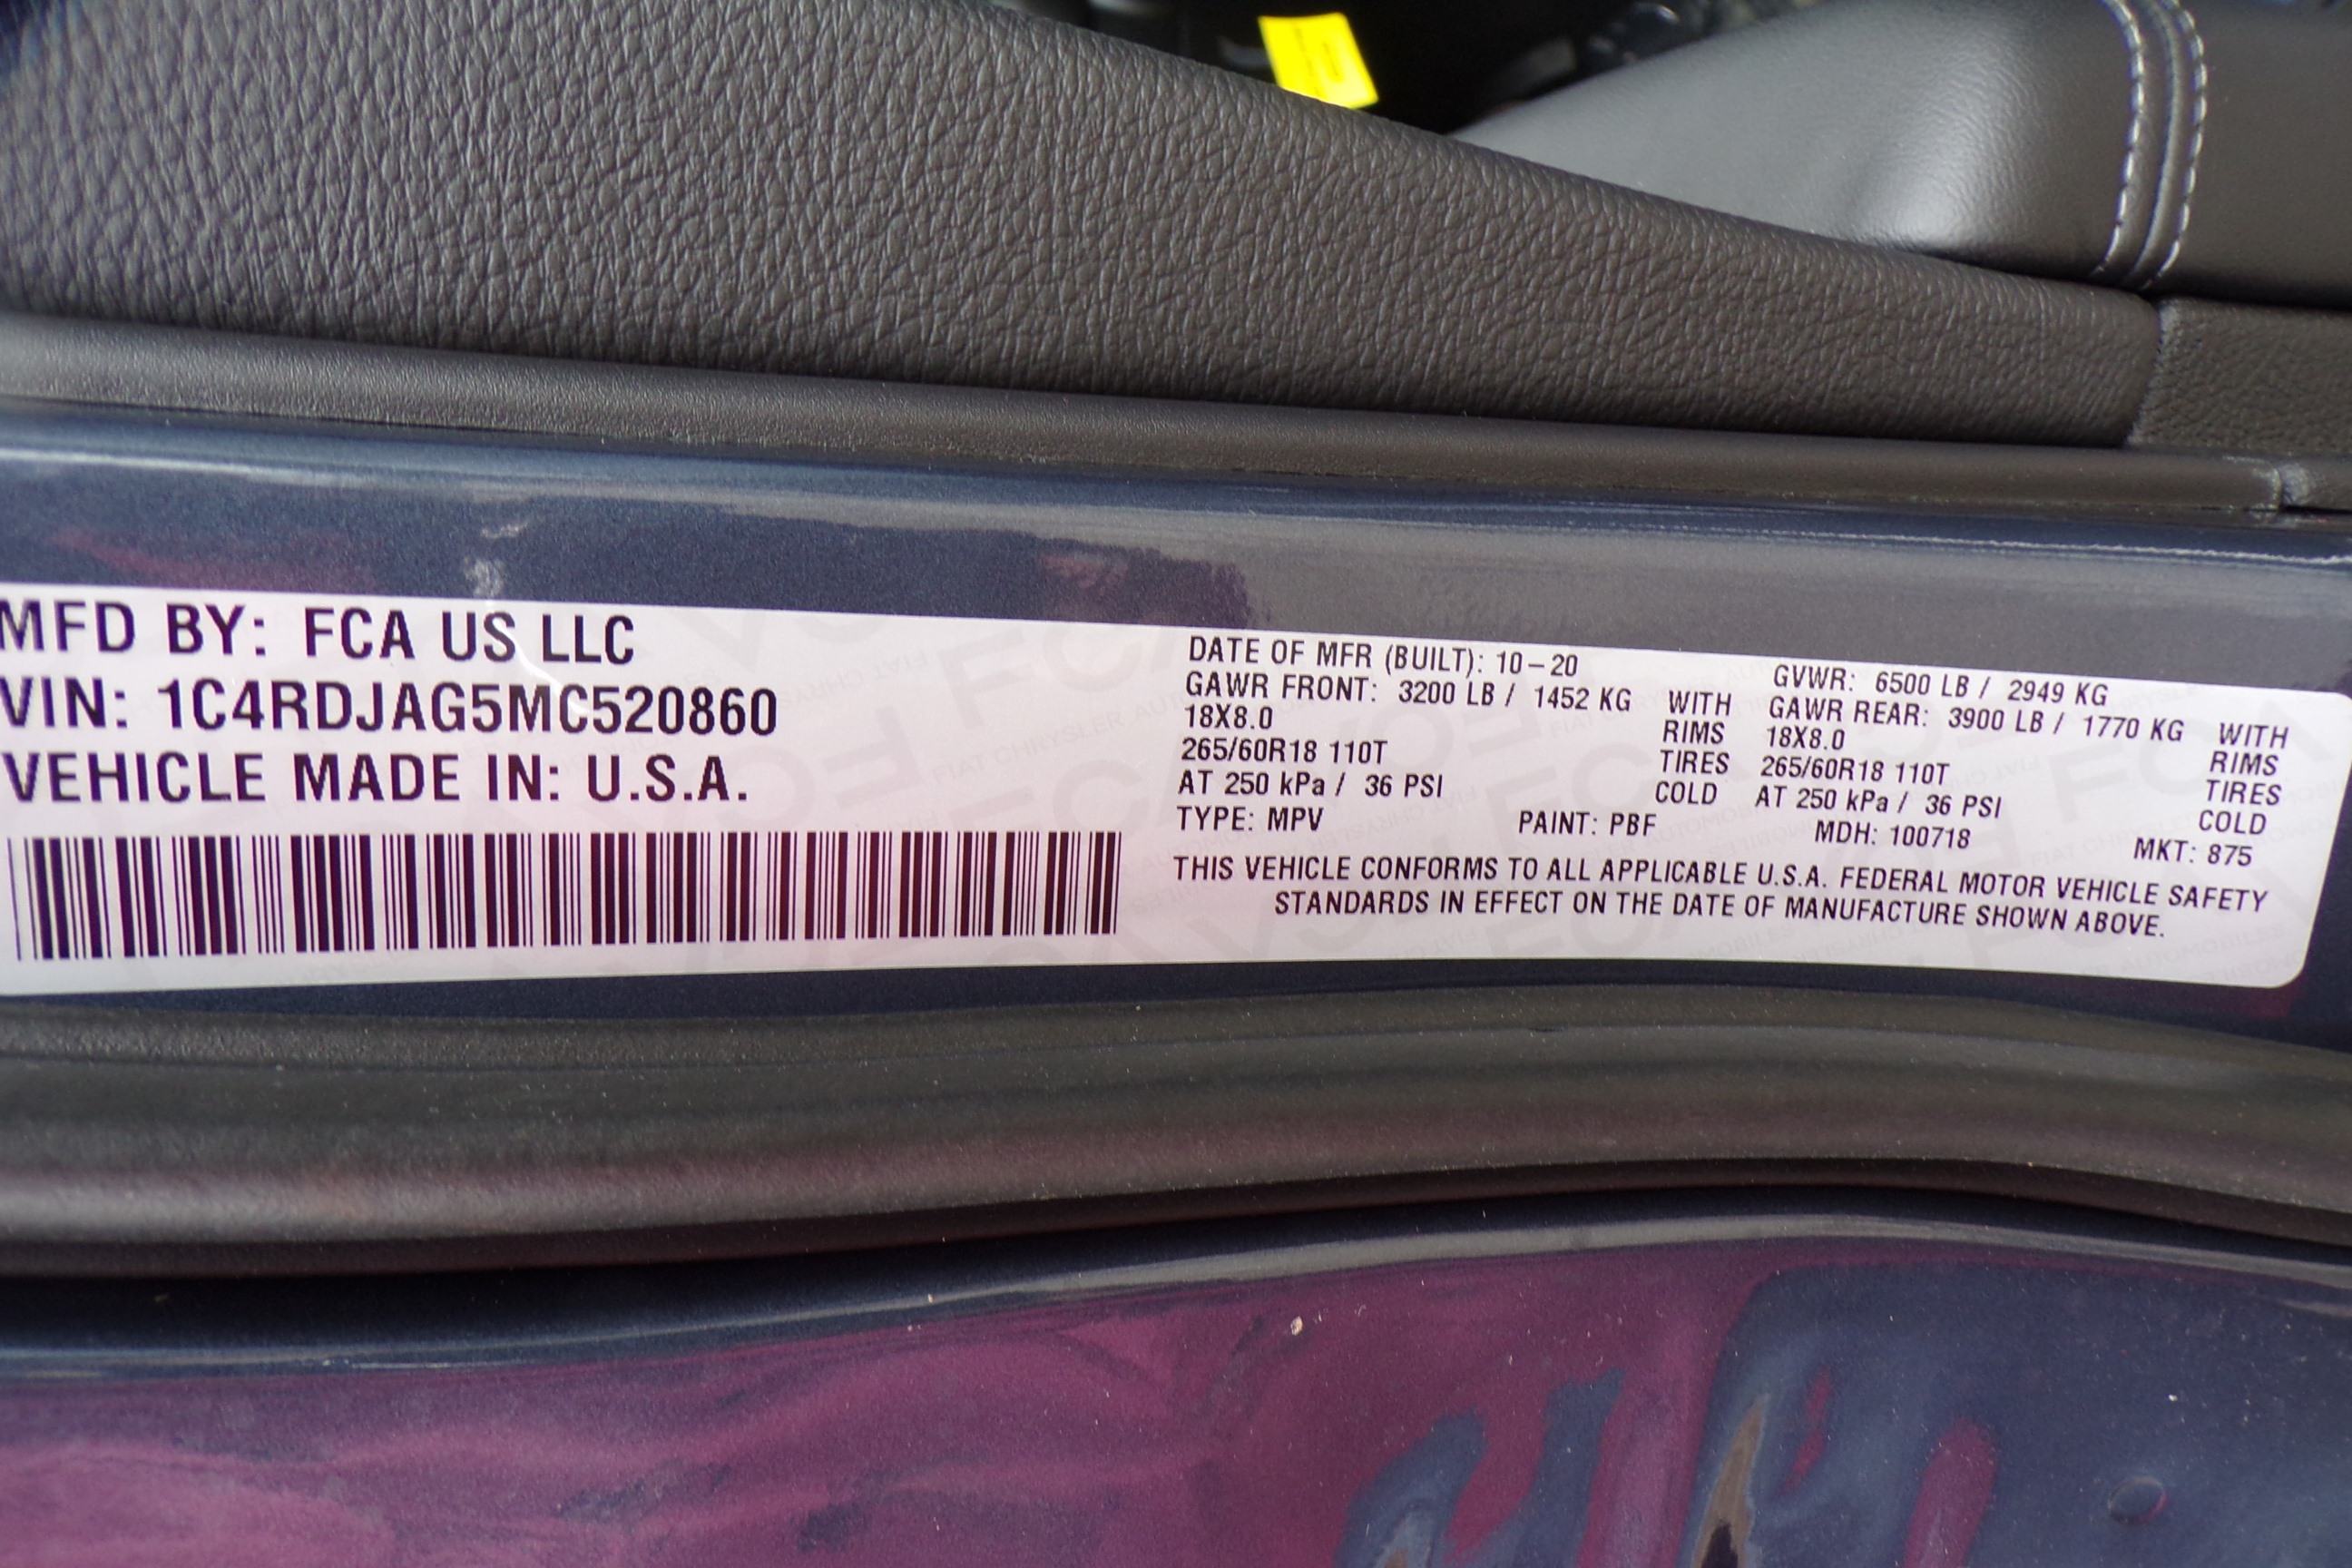 MFD BY: FCA US LLC
VIN: 1C4RDJAG5MC520860
VEHICLE MADE IN: U.S.A.
DATE OF MFR (BUILT): 10-20
GVWR: 6500 LB / 2949 KG
GAWR FRONT: 3200 LB / 1452 KG WITH
18X8.0 RIMS
265/60R18 110T TIRES
AT 250 kPa / 36 PSI COLD
GAWR REAR: 3900 LB / 1770 KG WITH
18X8.0 RIMS
265/60R18 110T TIRES
AT 250 kPa / 36 PSI COLD
TYPE: MPV PAINT: PBF MDH: 100718 MKT: 875
THIS VEHICLE CONFORMS TO ALL APPLICABLE U.S.A. FEDERAL MOTOR VEHICLE SAFETY
STANDARDS IN EFFECT ON THE DATE OF MANUFACTURE SHOWN ABOVE.